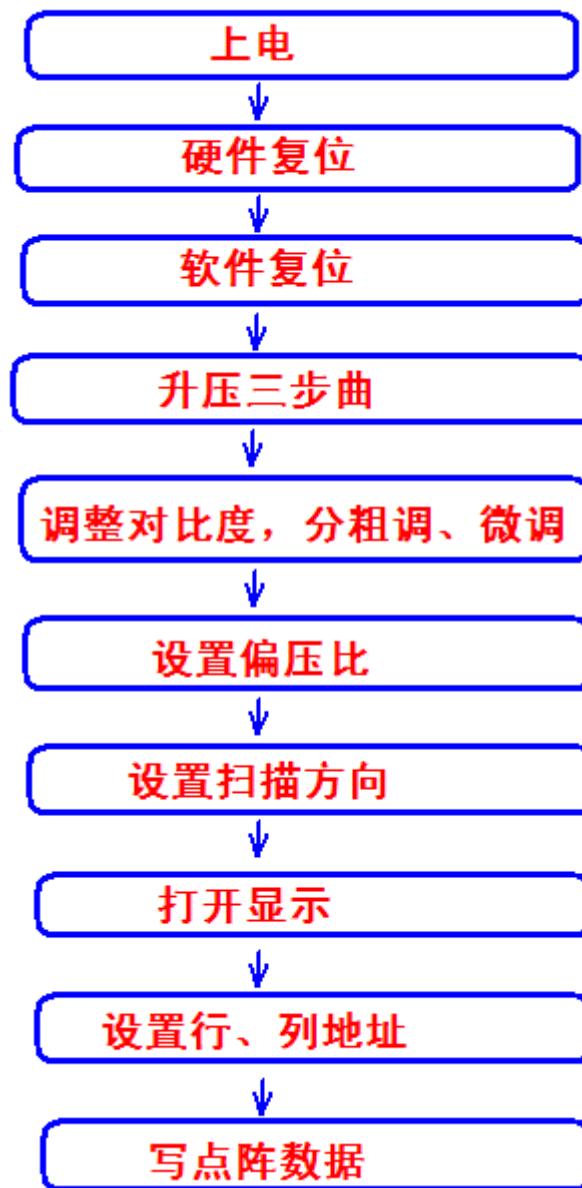 上电
硬件复位
软件复位
升压三步曲
调整对比度，分粗调、微调
设置偏压比
设置扫描方向
打开显示
设置行、列地址
写点阵数据